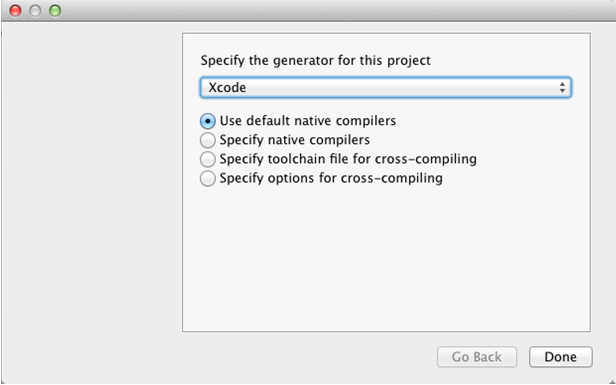 Specify the generator for this project
Xcode
Use default native compilers
Specify native compilers
Specify toolchain file for cross-compiling
Specify options for cross-compiling
Go Back
Done